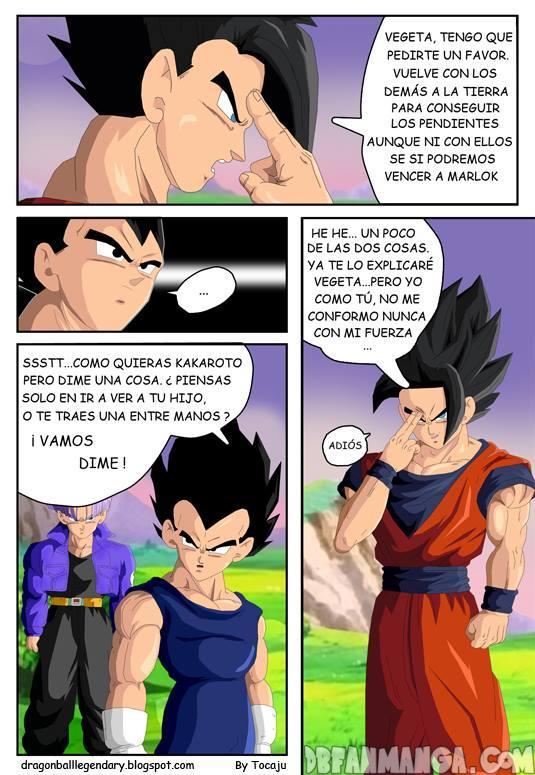 VEGETA, TENGO QUE
PEDIRTE UN FAVOR.
VUELVE CON LOS
DEMÁS A LA TIERRA
PARA CONSEGUIR
LOS PENDIENTES
AUNQUE NI CON ELLOS
SE SI PODREMOS
VENCER A MARLOK
...
SSSTT...COMO QUIERAS KAKAROTO
PERO DIME UNA COSA. ¿ PIENSAS
SOLO EN IR A VER A TU HIJO,
O TE TRAES UNA ENTRE MANOS ?
¡ VAMOS
DIME !
HE HE... UN POCO
DE LAS DOS COSAS.
YA TE LO EXPLICARÉ
VEGETA...PERO YO
COMO TÚ, NO ME
CONFORMO NUNCA
CON MI FUERZA
...
ADIÓS
dragonballlegendary.blogspot.com By Tocaju
DBFANMANGA.COM